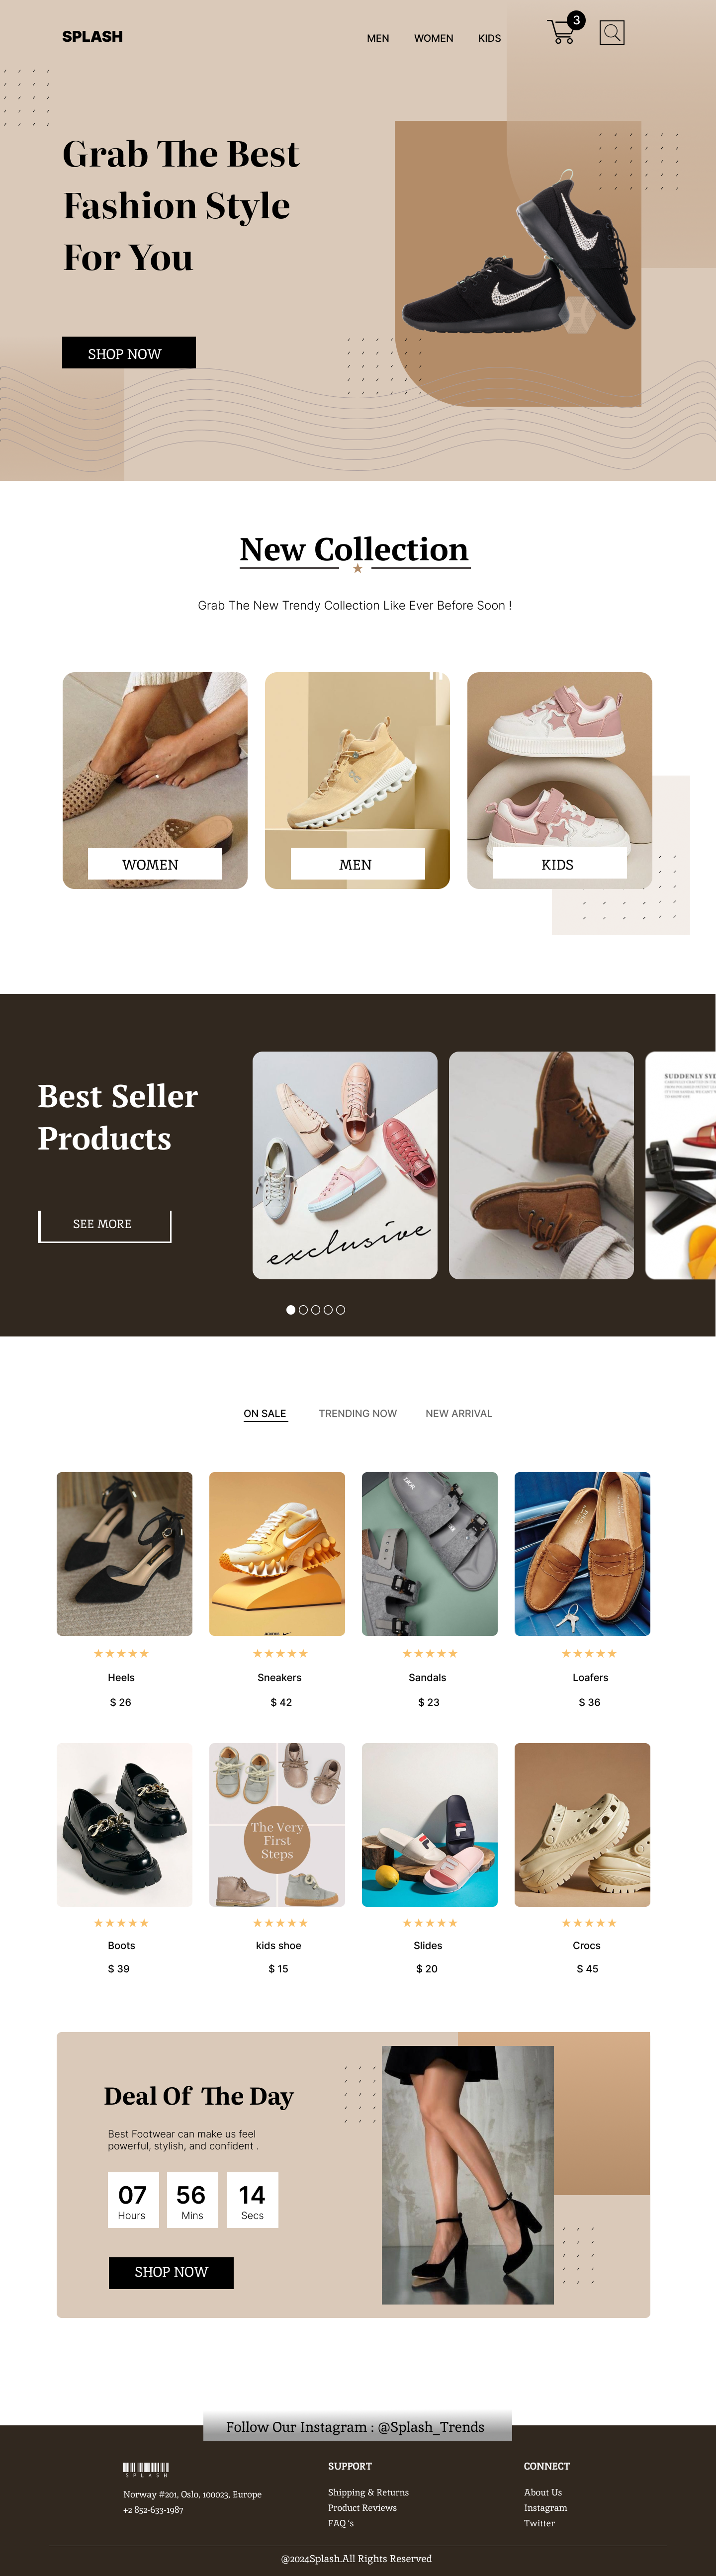 SPLASH
MEN WOMEN KIDS
3
Grab The Best
Fashion Style
For You
SHOP NOW
New Collection
Grab The New Trendy Collection Like Ever Before Soon !
WOMEN
MEN
KIDS
Best Seller
Products
SEE MORE
exclusive
ON SALE TRENDING NOW NEW ARRIVAL
DIOR
Heels
Sneakers
Sandals
Loafers
$ 26
$ 42
$ 23
$ 36
The Very
First
Steps
Boots
kids shoe
Slides
Crocs
$ 39
$ 15
$ 20
$ 45
Deal Of The Day
Best Footwear can make us feel
powerful, stylish, and confident .
07 56 14
Hours Mins Secs
SHOP NOW
Follow Our Instagram : @Splash_Trends
SPLASH
Norway #201, Oslo, 100023, Europe
+2 852-633-1987
SUPPORT
Shipping & Returns
Product Reviews
FAQ 's
CONNECT
About Us
Instagram
Twitter
@2024Splash.All Rights Reserved